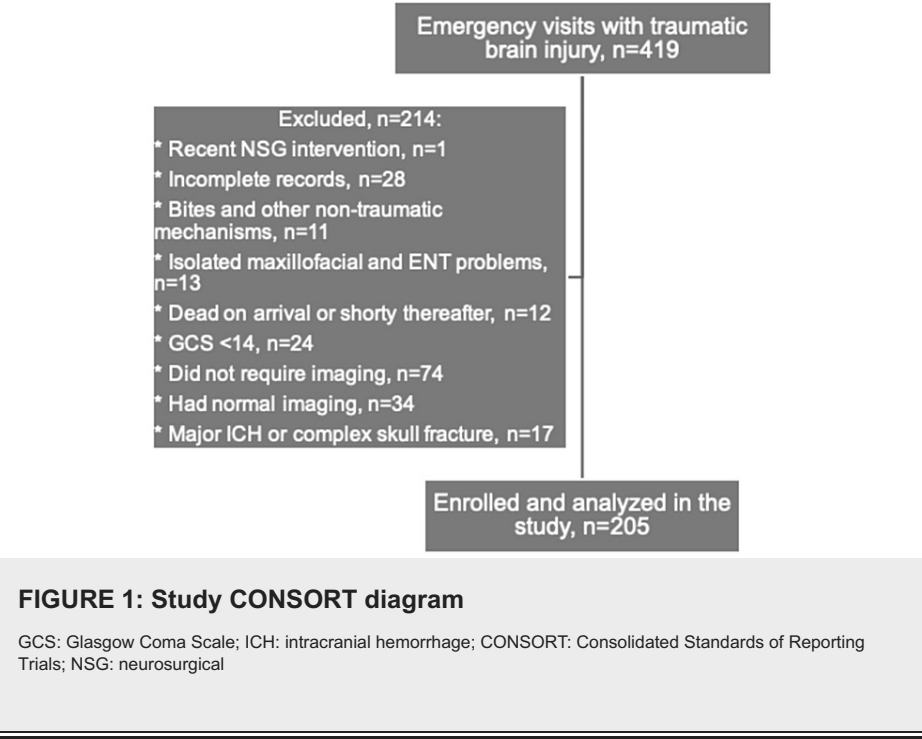 Emergency visits with traumatic
brain injury, n=419
Excluded, n=214:
* Recent NSG intervention, n=1
* Incomplete records, n=28
* Bites and other non-traumatic
mechanisms, n=11
* Isolated maxillofacial and ENT problems,
n=13
* Dead on arrival or shorty thereafter, n=12
* GCS <14, n=24
* Did not require imaging, n=74
* Had normal imaging, n=34
* Major ICH or complex skull fracture, n=17
Enrolled and analyzed in the
study, n=205
FIGURE 1: Study CONSORT diagram
GCS: Glasgow Coma Scale; ICH: intracranial hemorrhage; CONSORT: Consolidated Standards of Reporting
Trials; NSG: neurosurgical